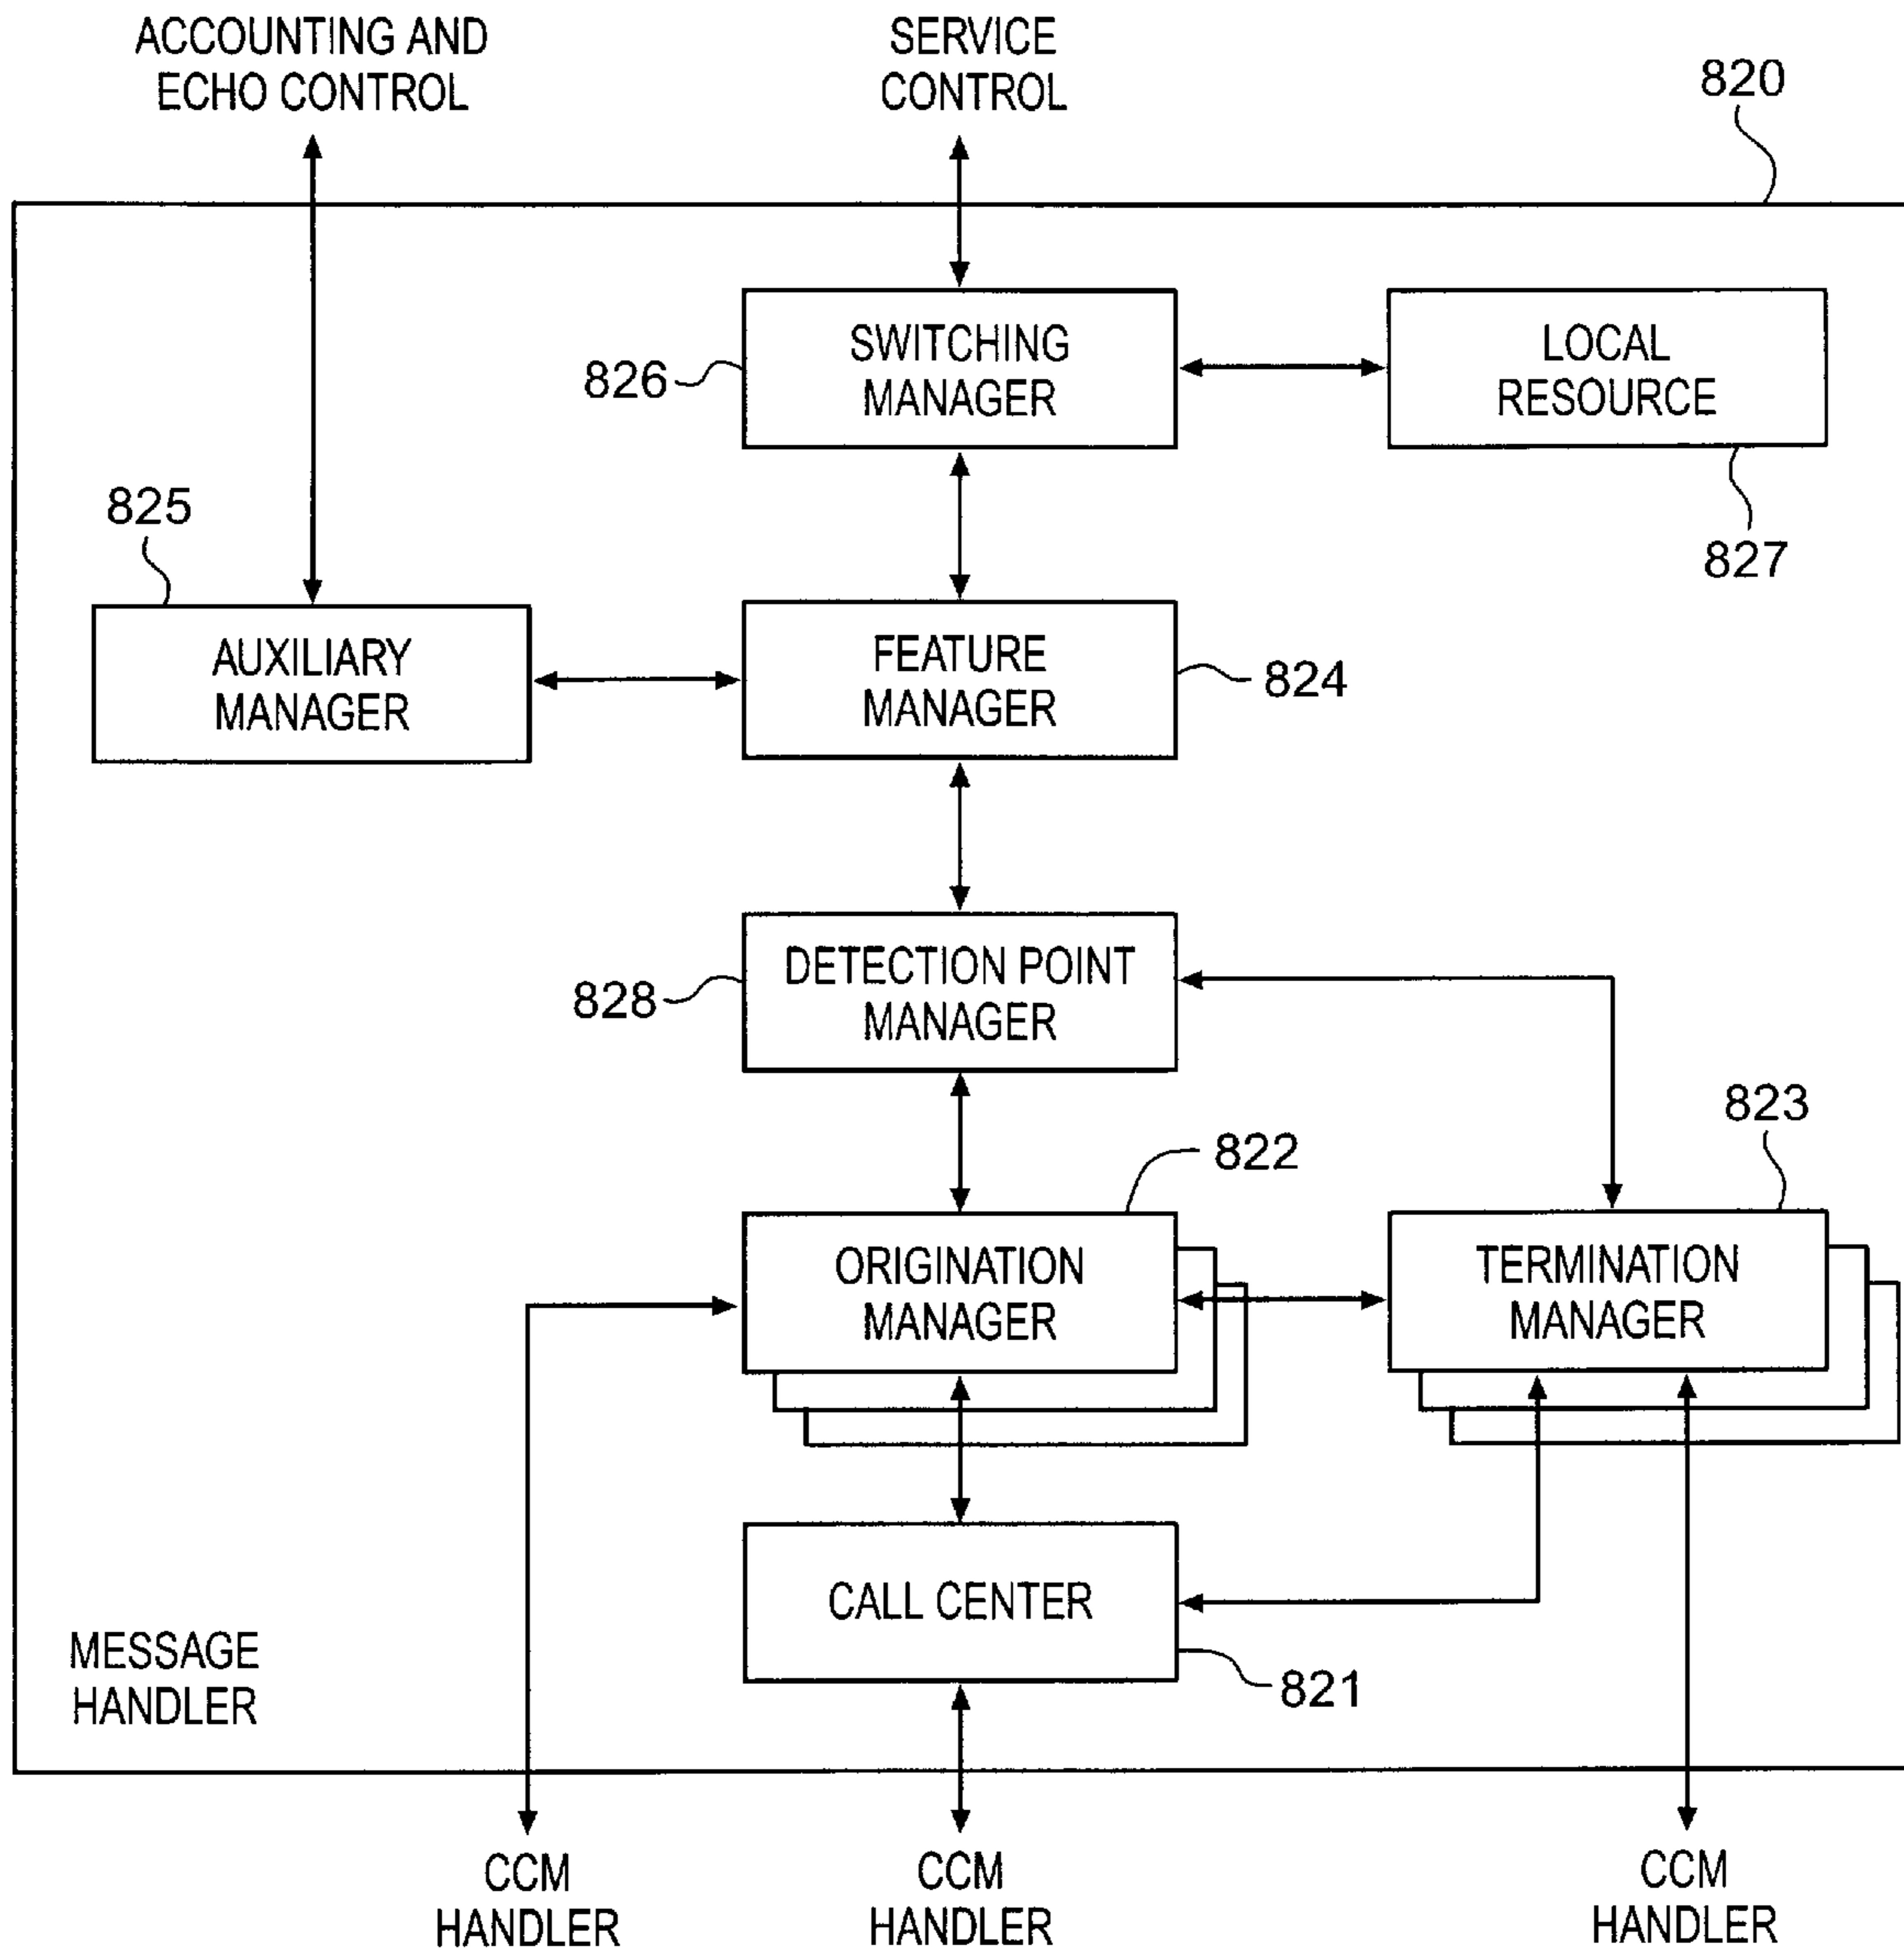 ACCOUNTING AND
ECHO CONTROL
SERVICE
CONTROL
820
SWITCHING
MANAGER
826
LOCAL
RESOURCE
827
825
AUXILIARY
MANAGER
FEATURE
MANAGER
824
DETECTION POINT
MANAGER
828
822
823
ORIGINATION
MANAGER
TERMINATION
MANAGER
CALL CENTER
821
MESSAGE
HANDLER
CCM
HANDLER
CCM
HANDLER
CCM
HANDLER